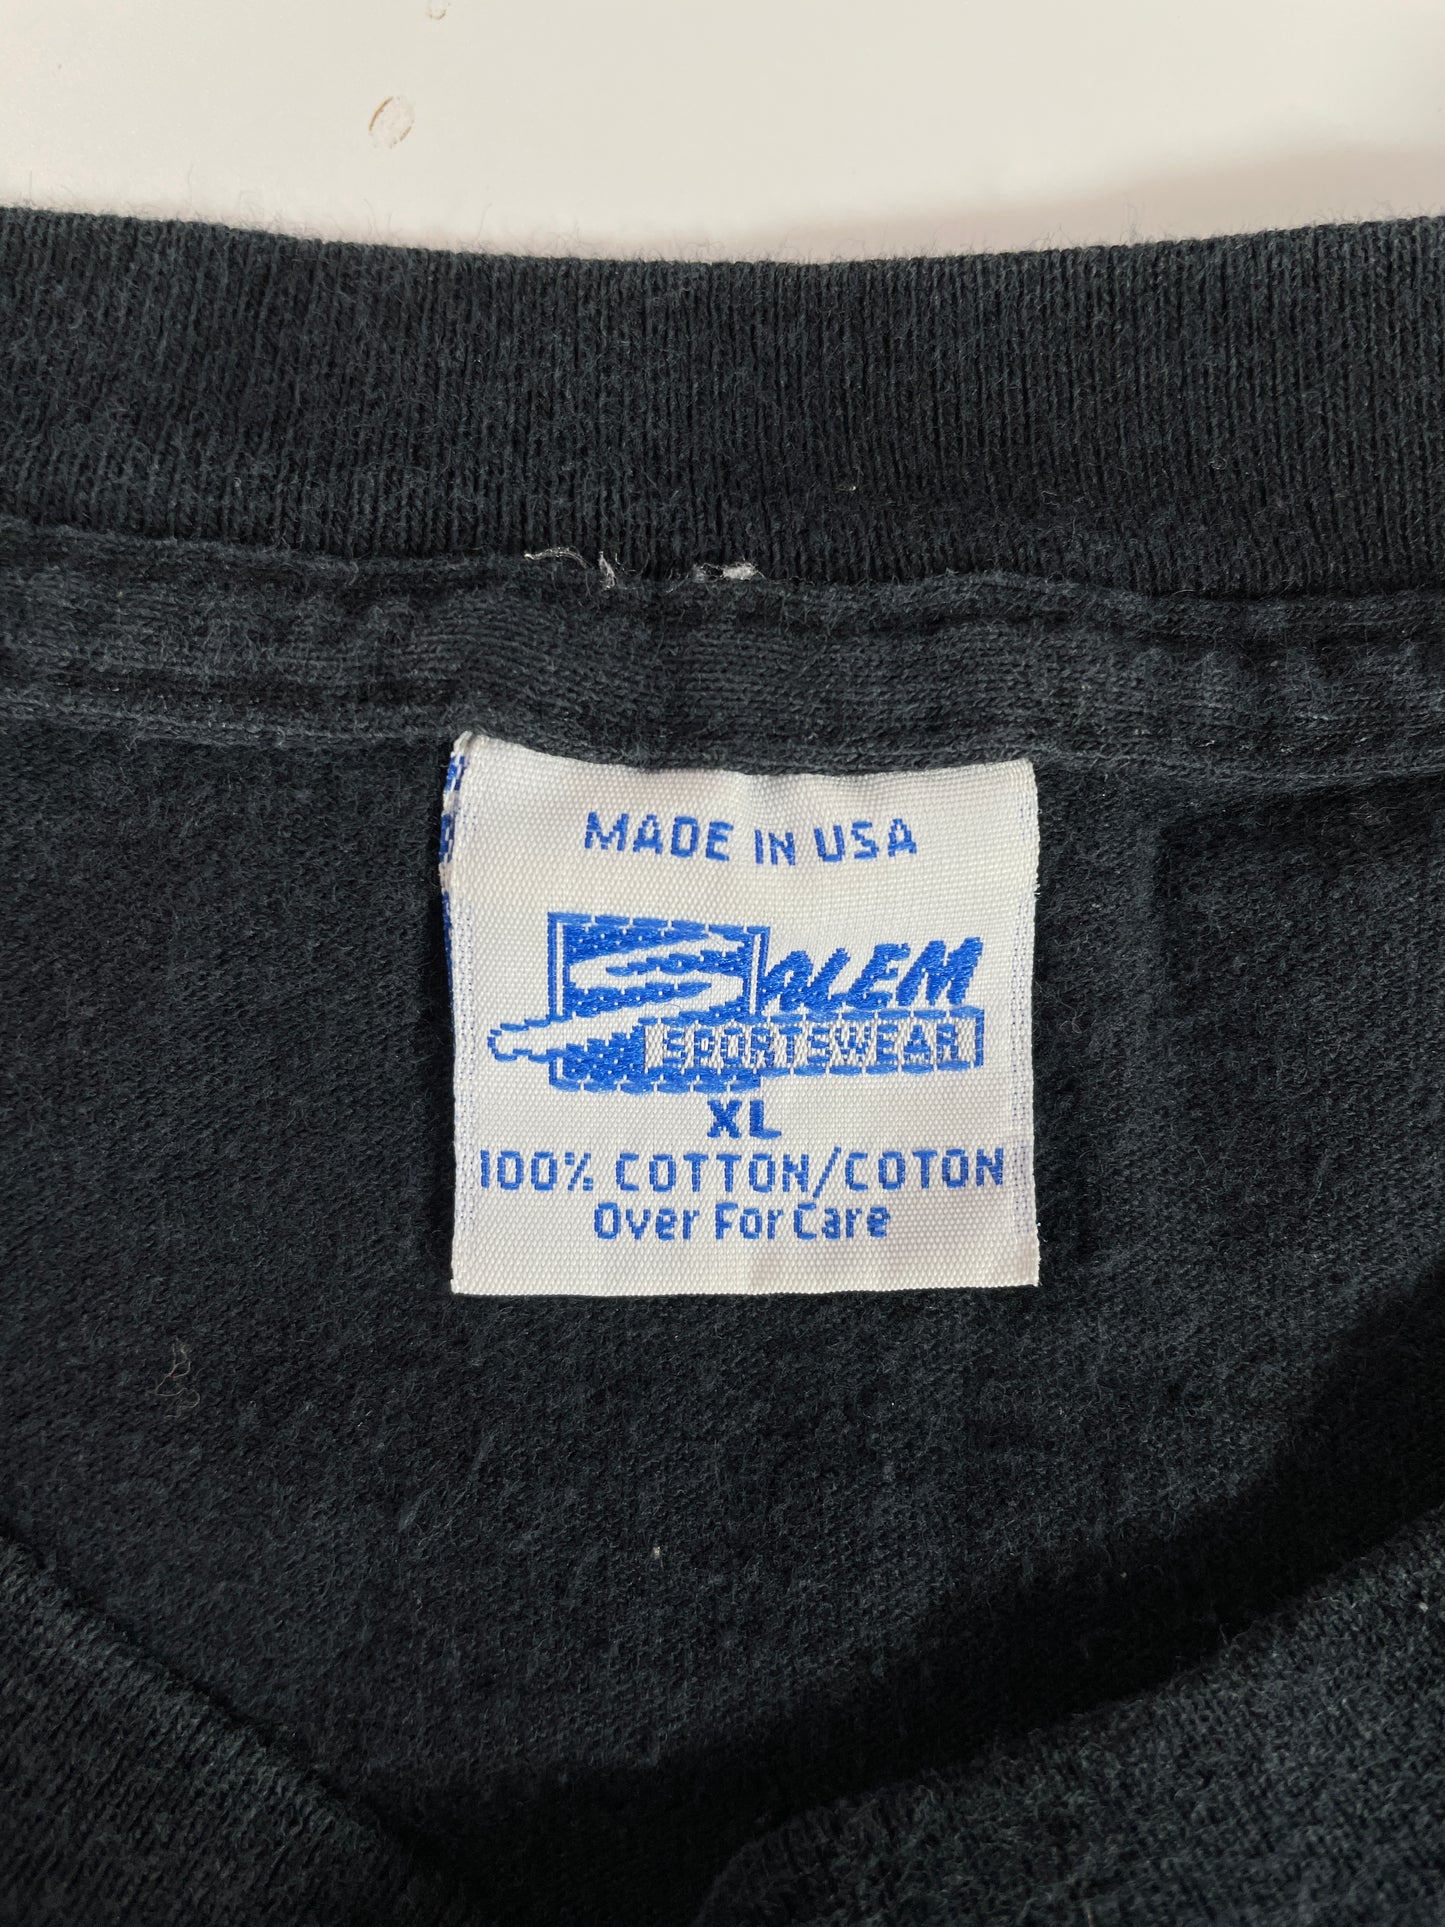 MADE IN USA
SALEM
SPORTSWEAR
XL
100% COTTON/COTON
Over For Care